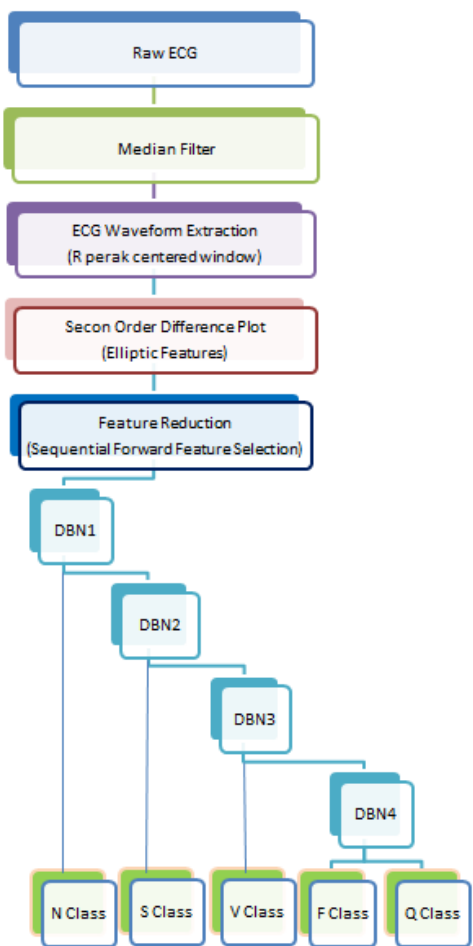 Raw ECG
Median Filter
ECG Waveform Extraction
(R perak centered window)
Secon Order Difference Plot
(Elliptic Features)
Feature Reduction
(Sequential Forward Feature Selection)
DBN1
DBN2
DBN3
DBN4
N Class
S Class
V Class
F Class
Q Class